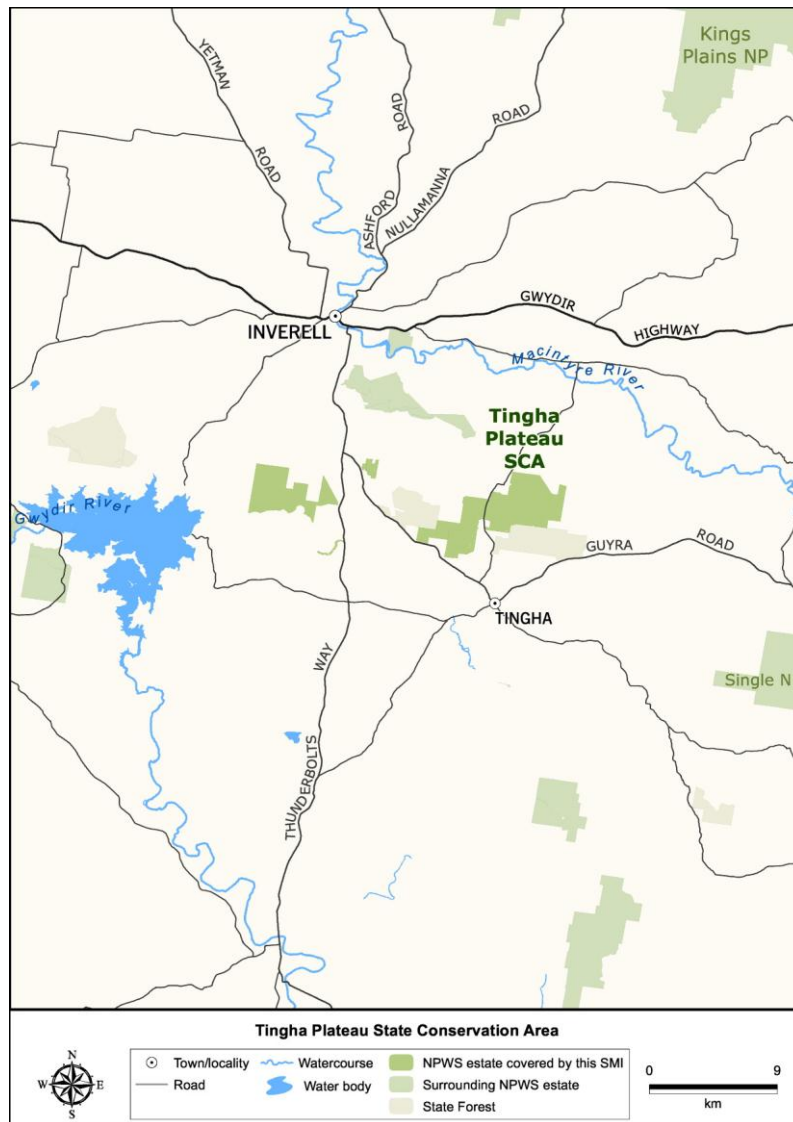 Kings
Plains NP
YETMAN
ROAD
ASHFORD
ROAD
NULLAMANNA
ROAD
INVERELL
GWYDIR
HIGHWAY
Macintyre River
Tingha
Plateau
SCA
Gwydir River
GUYRA
ROAD
TINGHA
THUNDERBOLTS
WAY
Single N
Tingha Plateau State Conservation Area
N
W
E
S
Town/locality
Road
Watercourse
Water body
NPWS estate covered by this SMI
Surrounding NPWS estate
State Forest
0
9
km